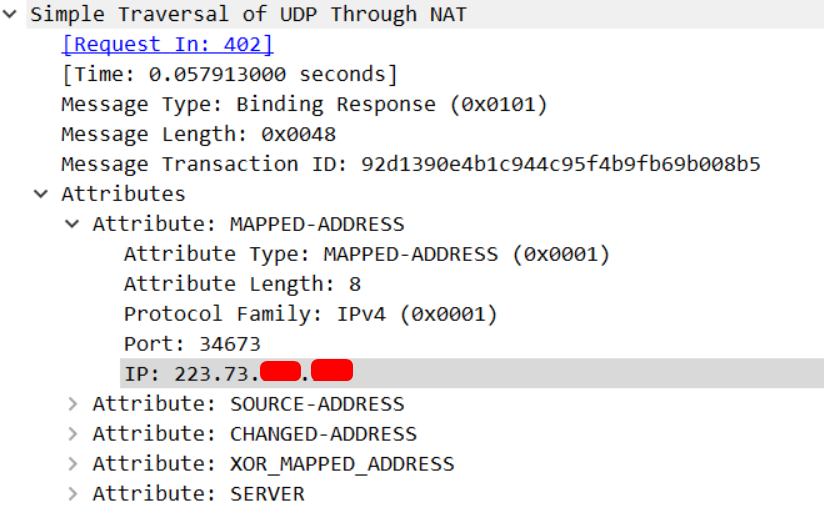 Simple Traversal of UDP Through NAT
[Request In: 402]
[Time: 0.057913000 seconds]
Message Type: Binding Response (0x0101)
Message Length: 0x0048
Message Transaction ID: 92d1390e4b1c944c95f4b9fb69b008b5
Attributes
Attribute: MAPPED-ADDRESS
Attribute Type: MAPPED-ADDRESS (0x0001)
Attribute Length: 8
Protocol Family: IPv4 (0x0001)
Port: 34673
IP: 223.73. .
Attribute: SOURCE-ADDRESS
Attribute: CHANGED-ADDRESS
Attribute: XOR_MAPPED_ADDRESS
Attribute: SERVER